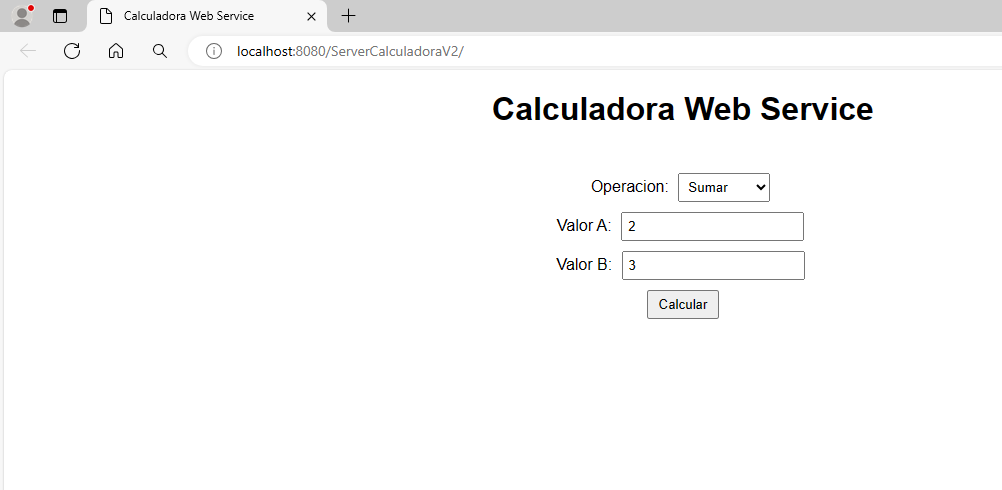 Calculadora Web Service
localhost:8080/ServerCalculadoraV2/
Calculadora Web Service
Operacion: Sumar
Valor A: 2
Valor B: 3
Calcular